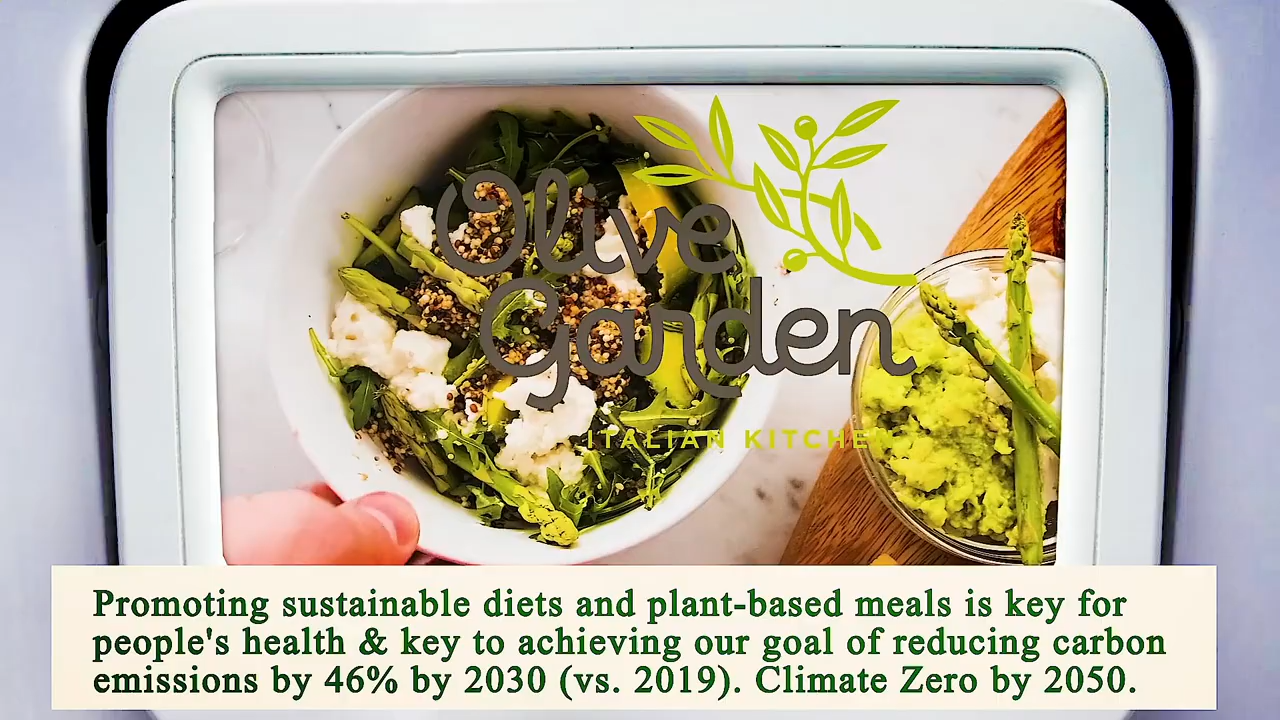 Olive
Garden
ITALIAN KITCHEN
Promoting sustainable diets and plant-based meals is key for
people's health & key to achieving our goal of reducing carbon
emissions by 46% by 2030 (vs. 2019). Climate Zero by 2050.